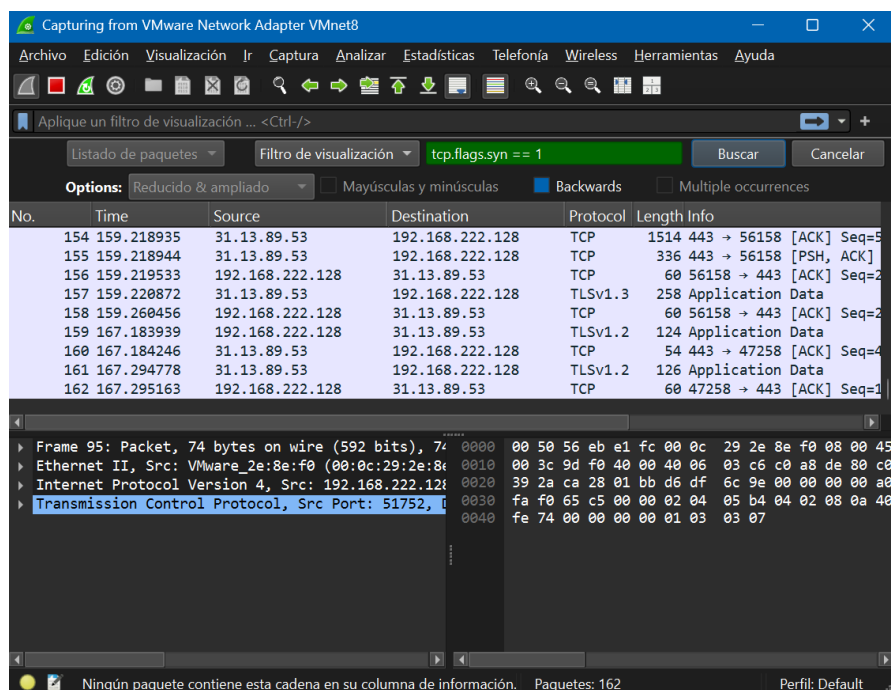 Capturing from VMware Network Adapter VMnet8
Archivo Edición Visualización Ir Captura Analizar Estadísticas Telefonía Wireless Herramientas Ayuda
Aplique un filtro de visualización ... <Ctrl-/>
Listado de paquetes Filtro de visualización tcp.flags.syn == 1 Buscar Cancelar
Options: Reducido & ampliado Mayúsculas y minúsculas Backwards Multiple occurrences
No. Time Source Destination Protocol Length Info
154 159.218935 31.13.89.53 192.168.222.128 TCP 1514 443 → 56158 [ACK] Seq=5
155 159.218944 31.13.89.53 192.168.222.128 TCP 336 443 → 56158 [PSH, ACK]
156 159.219533 192.168.222.128 31.13.89.53 TCP 60 56158 → 443 [ACK] Seq=2
157 159.220872 31.13.89.53 192.168.222.128 TLSv1.3 258 Application Data
158 159.260456 192.168.222.128 31.13.89.53 TCP 60 56158 → 443 [ACK] Seq=2
159 167.183939 192.168.222.128 31.13.89.53 TLSv1.2 124 Application Data
160 167.184246 31.13.89.53 192.168.222.128 TCP 54 443 → 47258 [ACK] Seq=4
161 167.294778 31.13.89.53 192.168.222.128 TLSv1.2 126 Application Data
162 167.295163 192.168.222.128 31.13.89.53 TCP 60 47258 → 443 [ACK] Seq=1
Frame 95: Packet, 74 bytes on wire (592 bits), 74
Ethernet II, Src: VMware_2e:8e:f0 (00:0c:29:2e:8e
Internet Protocol Version 4, Src: 192.168.222.128
Transmission Control Protocol, Src Port: 51752, D
0000 00 50 56 eb e1 fc 00 0c 29 2e 8e f0 08 00 45
0010 00 3c 9d f0 40 00 40 06 03 c6 c0 a8 de 80 c0
0020 39 2a ca 28 01 bb d6 df 6c 9e 00 00 00 00 a0
0030 fa f0 65 c5 00 00 02 04 05 b4 04 02 08 0a 40
0040 fe 74 00 00 00 00 01 03 03 07
Ningún paquete contiene esta cadena en su columna de información. Paquetes: 162 Perfil: Default